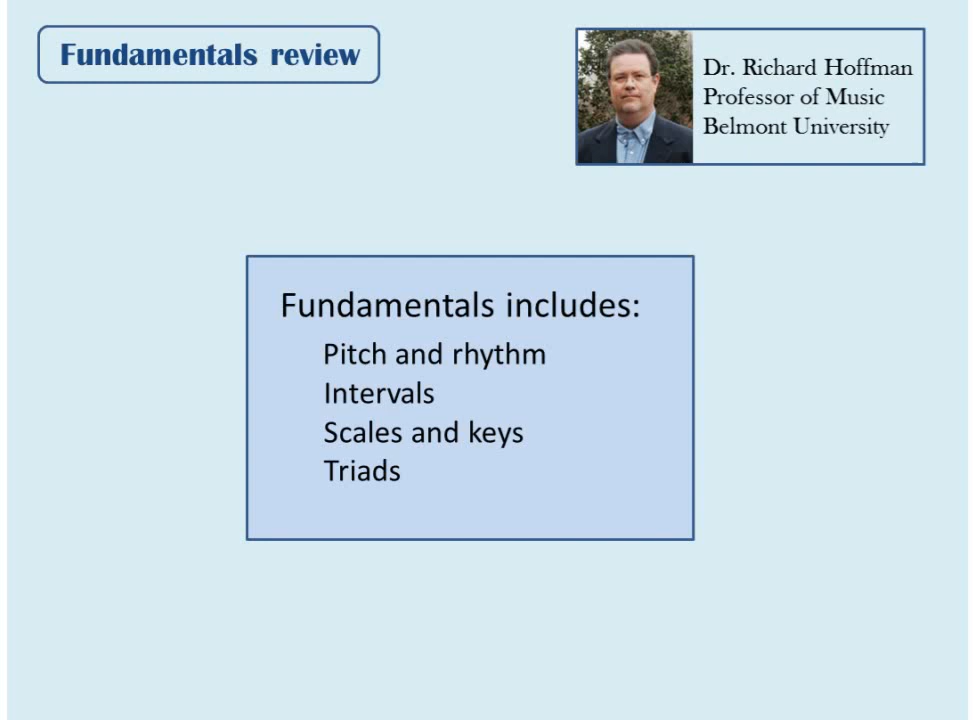 Fundamentals review
Dr. Richard Hoffman
Professor of Music
Belmont University
Fundamentals includes:
Pitch and rhythm
Intervals
Scales and keys
Triads